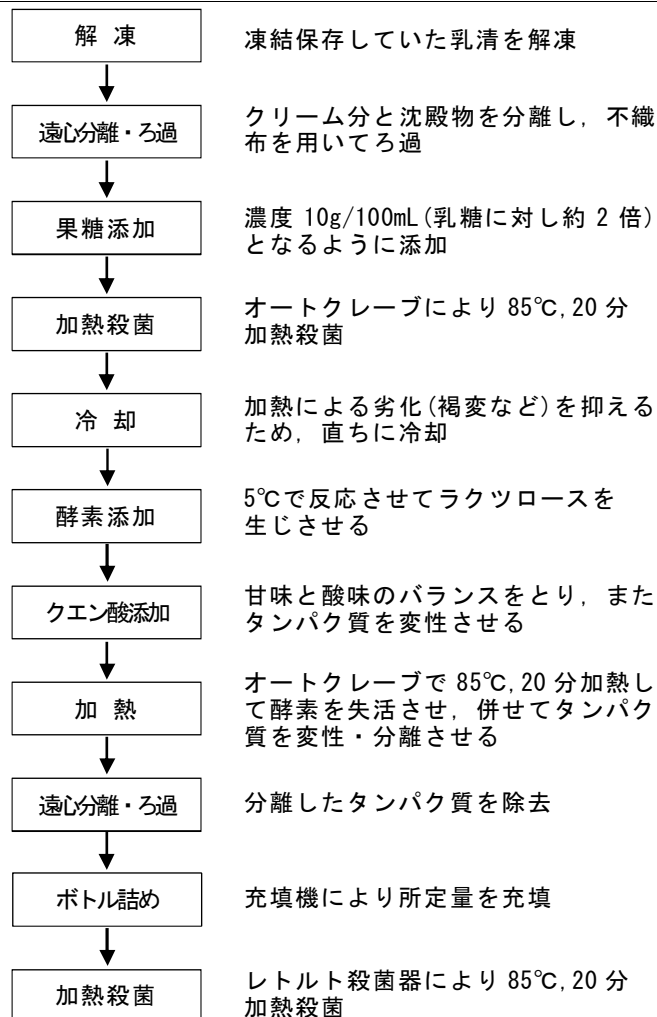 解 凍
凍結保存していた乳清を解凍
遠心分離・ろ過
クリーム分と沈殿物を分離し，不織
布を用いてろ過
果糖添加
濃度 10g/100mL(乳糖に対し約 2 倍)
となるように添加
加熱殺菌
オートクレーブにより 85℃,20 分
加熱殺菌
冷 却
加熱による劣化(褐変など)を抑える
ため，直ちに冷却
酵素添加
5℃で反応させてラクツロースを
生じさせる
クエン酸添加
甘味と酸味のバランスをとり，また
タンパク質を変性させる
加 熱
オートクレーブで 85℃,20 分加熱し
て酵素を失活させ，併せてタンパク
質を変性・分離させる
遠心分離・ろ過
分離したタンパク質を除去
ボトル詰め
充填機により所定量を充填
加熱殺菌
レトルト殺菌器により 85℃,20 分
加熱殺菌